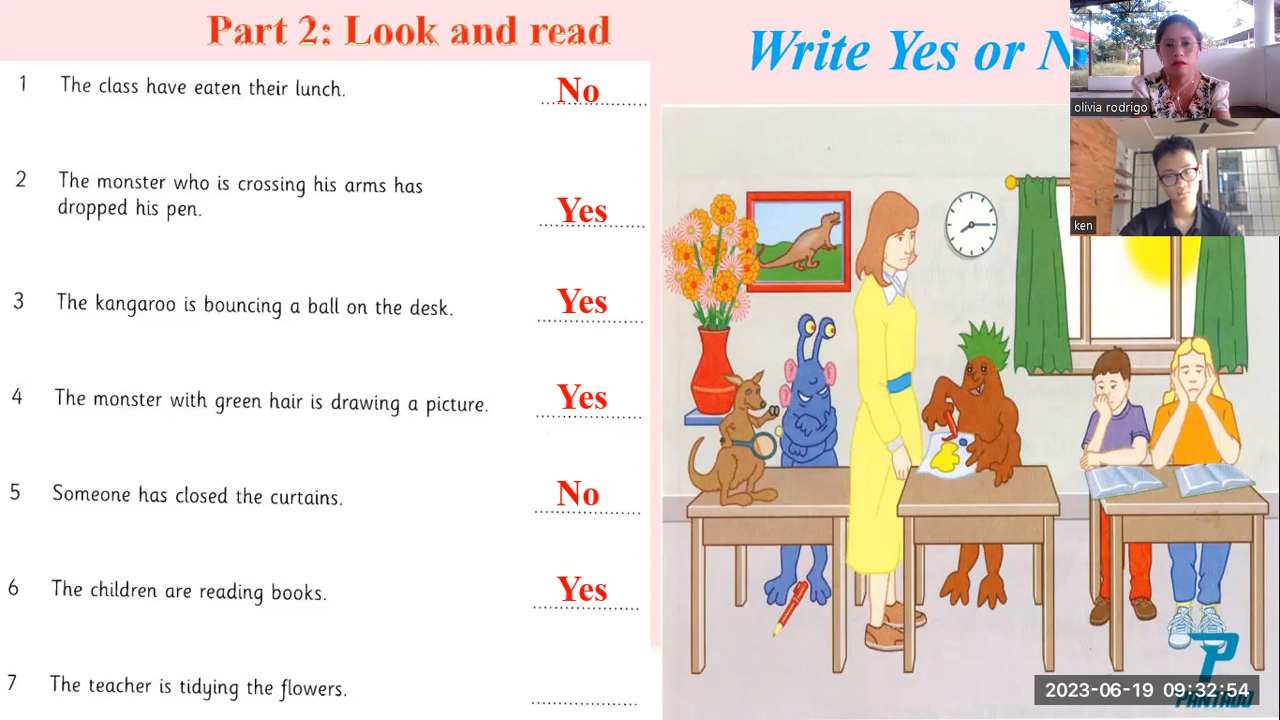 Part 2: Look and read
Write Yes or N
olivia rodrigo
ken
1 The class have eaten their lunch. No
2 The monster who is crossing his arms has
dropped his pen. Yes
3 The kangaroo is bouncing a ball on the desk. Yes
4 The monster with green hair is drawing a picture. Yes
5 Someone has closed the curtains. No
6 The children are reading books. Yes
7 The teacher is tidying the flowers.
2023-06-19 09:32:54
PANTADO